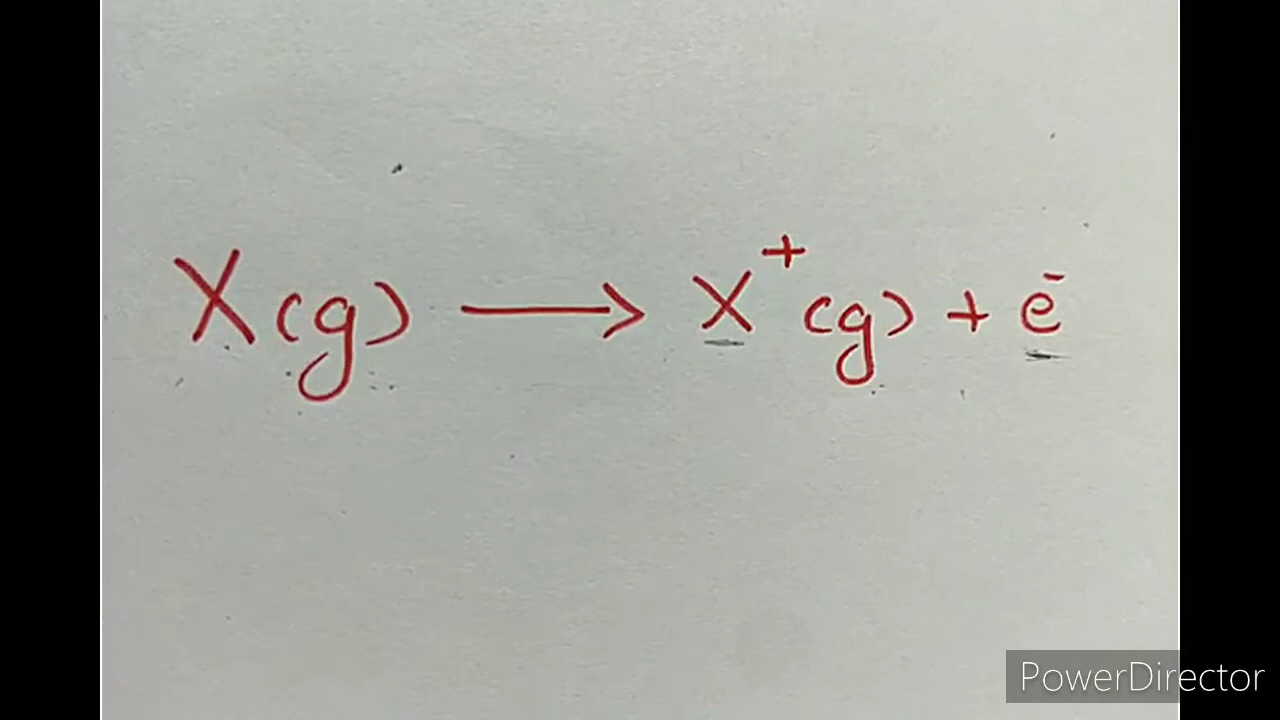 X(g) ⟶ X⁺(g) + e⁻
PowerDirector